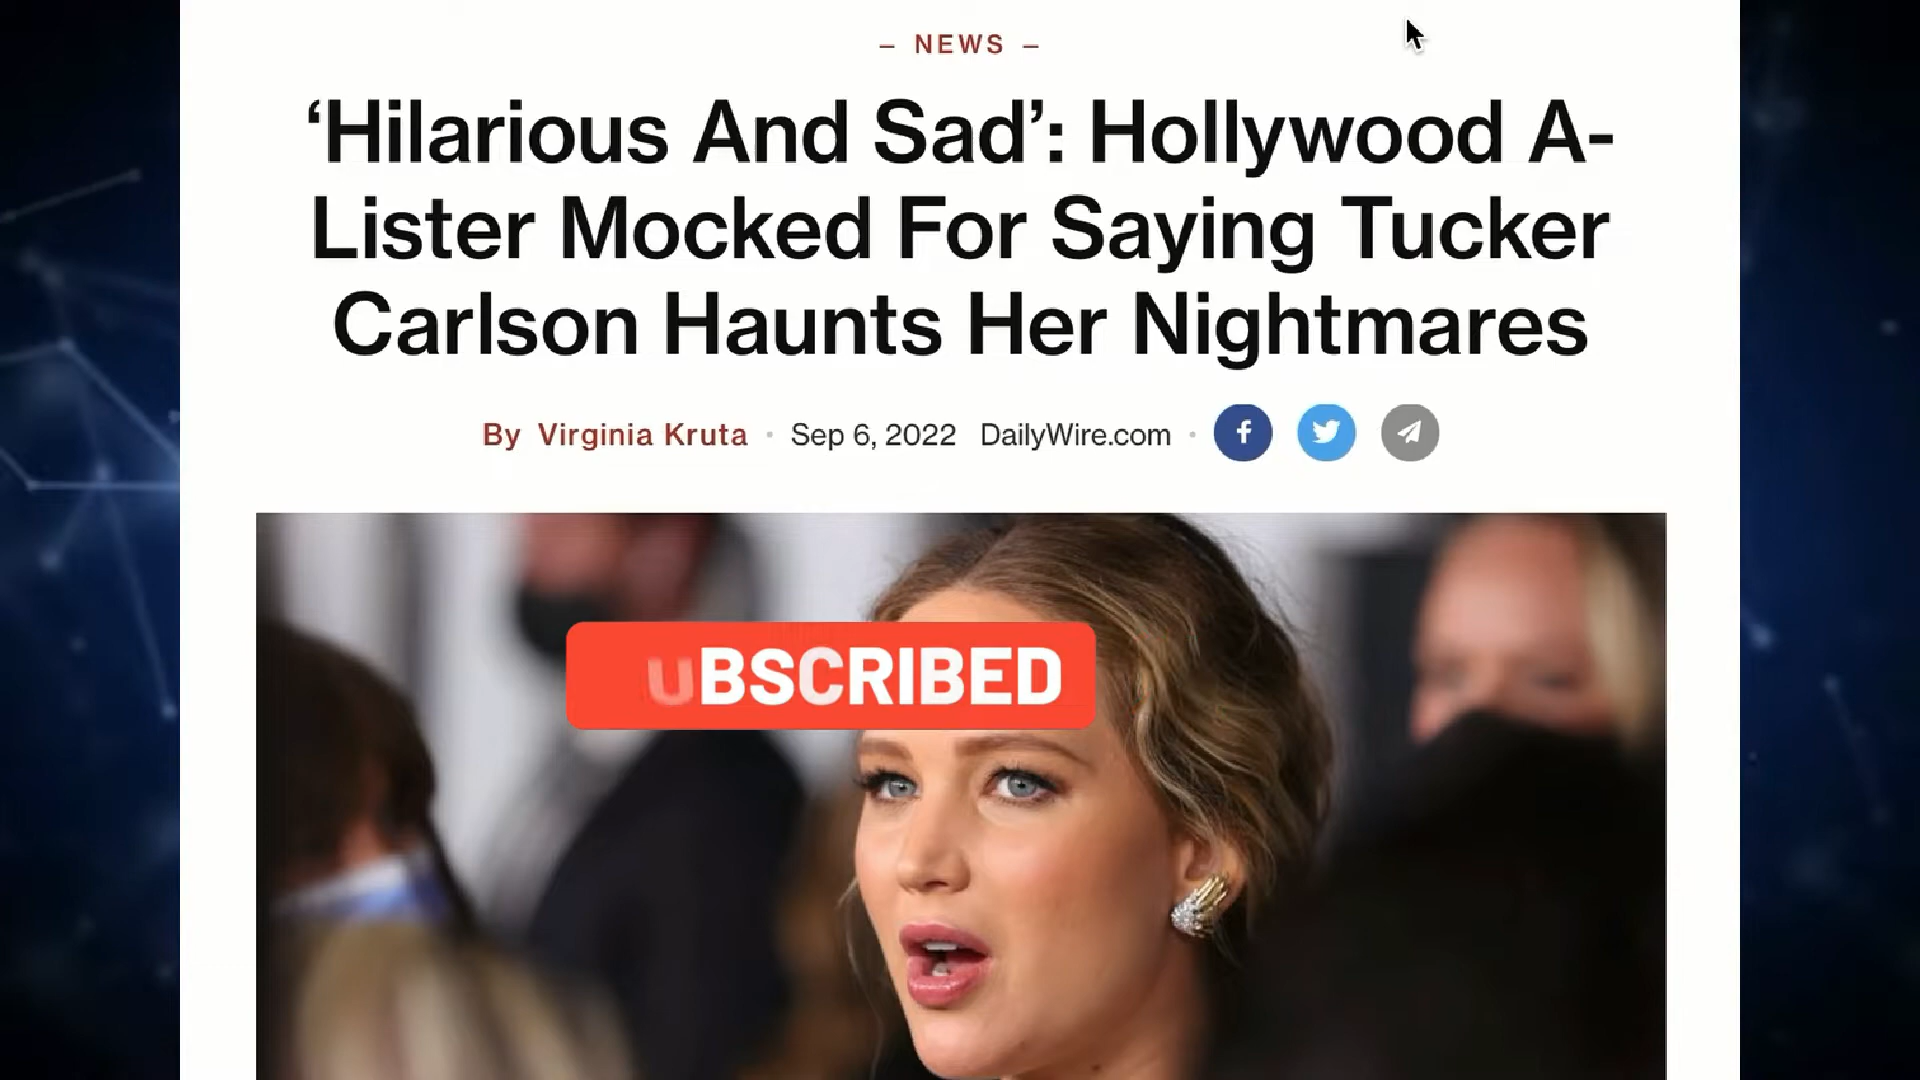 – NEWS –
‘Hilarious And Sad’: Hollywood A-
Lister Mocked For Saying Tucker
Carlson Haunts Her Nightmares
By Virginia Kruta • Sep 6, 2022 DailyWire.com •
UBSCRIBED